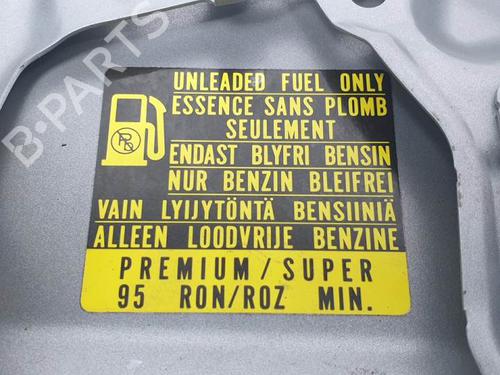 UNLEADED FUEL ONLY
ESSENCE SANS PLOMB
SEULEMENT
ENDAST BLYFRI BENSIN
NUR BENZIN BLEIFREI
VAIN LYIJYTÖNTÄ BENSIINIÄ
ALLEEN LOODVRIJE BENZINE
PREMIUM/SUPER
95 RON/ROZ MIN.
B-PARTS